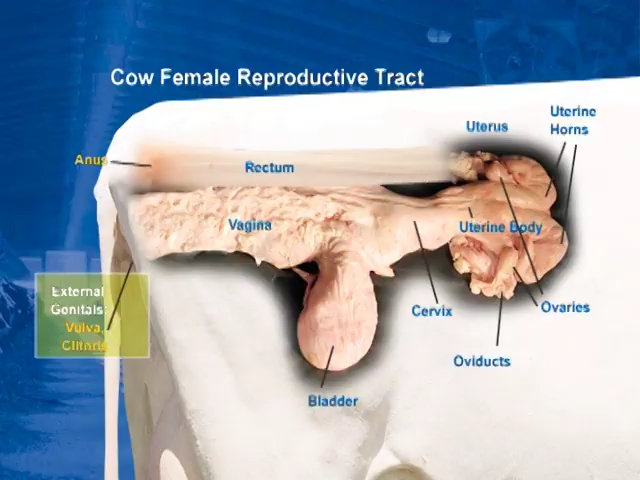 Cow Female Reproductive Tract
Uterine
Horns
Uterus
Anus
Rectum
Vagina
Uterine Body
External
Genitals:
Vulva,
Clitoris
Cervix
Ovaries
Oviducts
Bladder